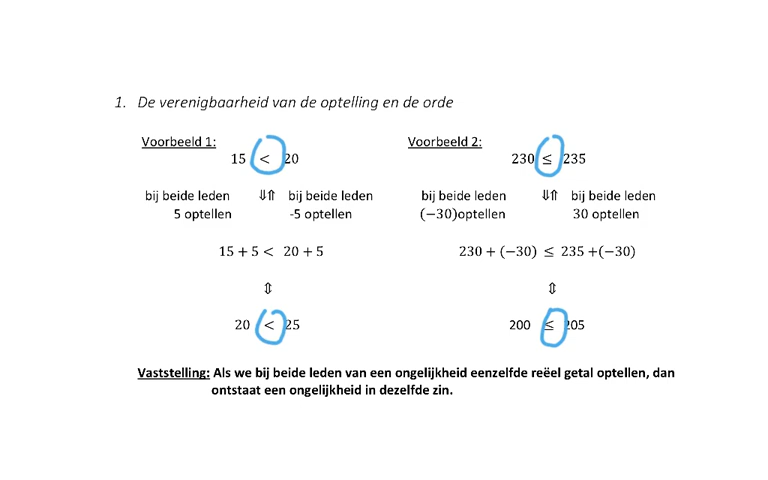 1. De verenigbaarheid van de optelling en de orde
Voorbeeld 1: Voorbeeld 2:
15 < 20 230 ≤ 235
bij beide leden ⇓⇑ bij beide leden bij beide leden ⇓⇑ bij beide leden
5 optellen -5 optellen (−30)optellen 30 optellen
15 + 5 < 20 + 5 230 + (−30) ≤ 235 +(−30)
⇕ ⇕
20 < 25 200 ≤ 205
Vaststelling: Als we bij beide leden van een ongelijkheid eenzelfde reëel getal optellen, dan
ontstaat een ongelijkheid in dezelfde zin.